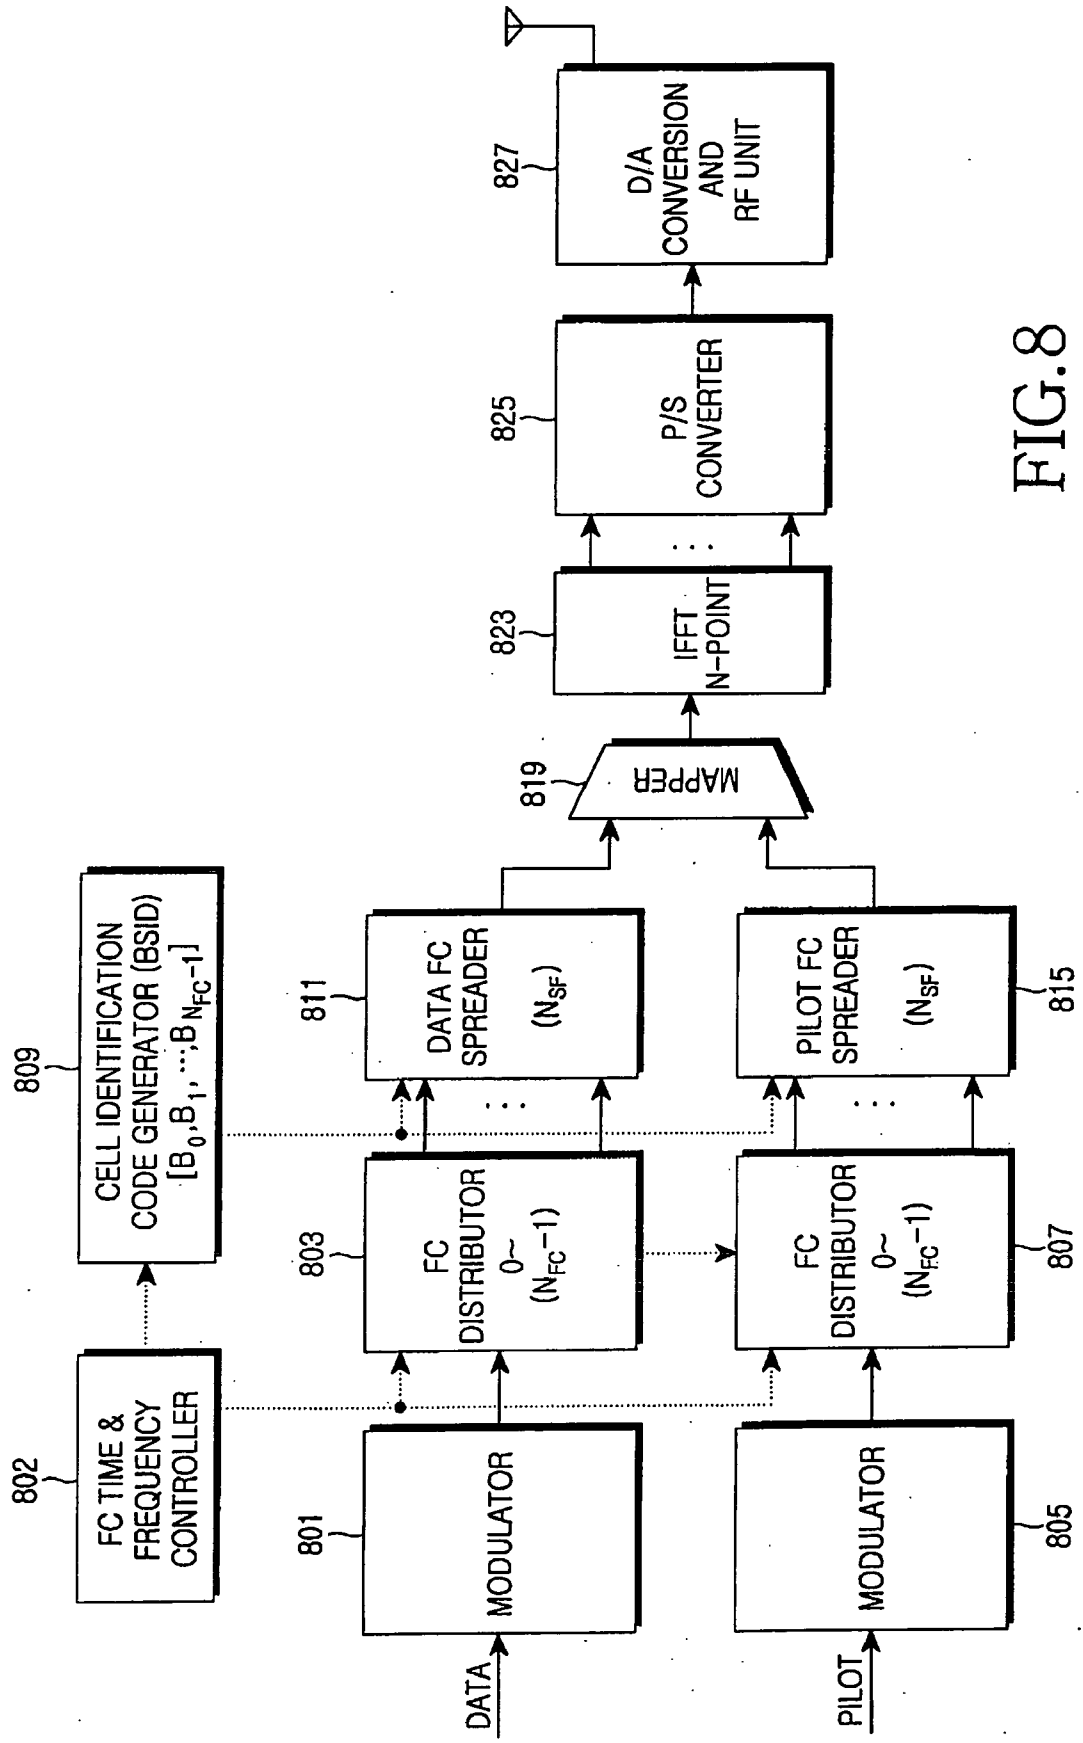 802
FC TIME &
FREQUENCY
CONTROLLER
809
CELL IDENTIFICATION
CODE GENERATOR (BSID)
[B0,B1,···,BNFC-1]
DATA
801
MODULATOR
803
FC
DISTRIBUTOR
0~
(NFC-1)
···
811
DATA FC
SPREADER
(NSF)
PILOT
805
MODULATOR
807
FC
DISTRIBUTOR
0~
(NFC-1)
···
815
PILOT FC
SPREADER
(NSF)
819
MAPPER
823
IFFT
N-POINT
···
825
P/S
CONVERTER
827
D/A
CONVERSION
AND
RF UNIT
FIG.8